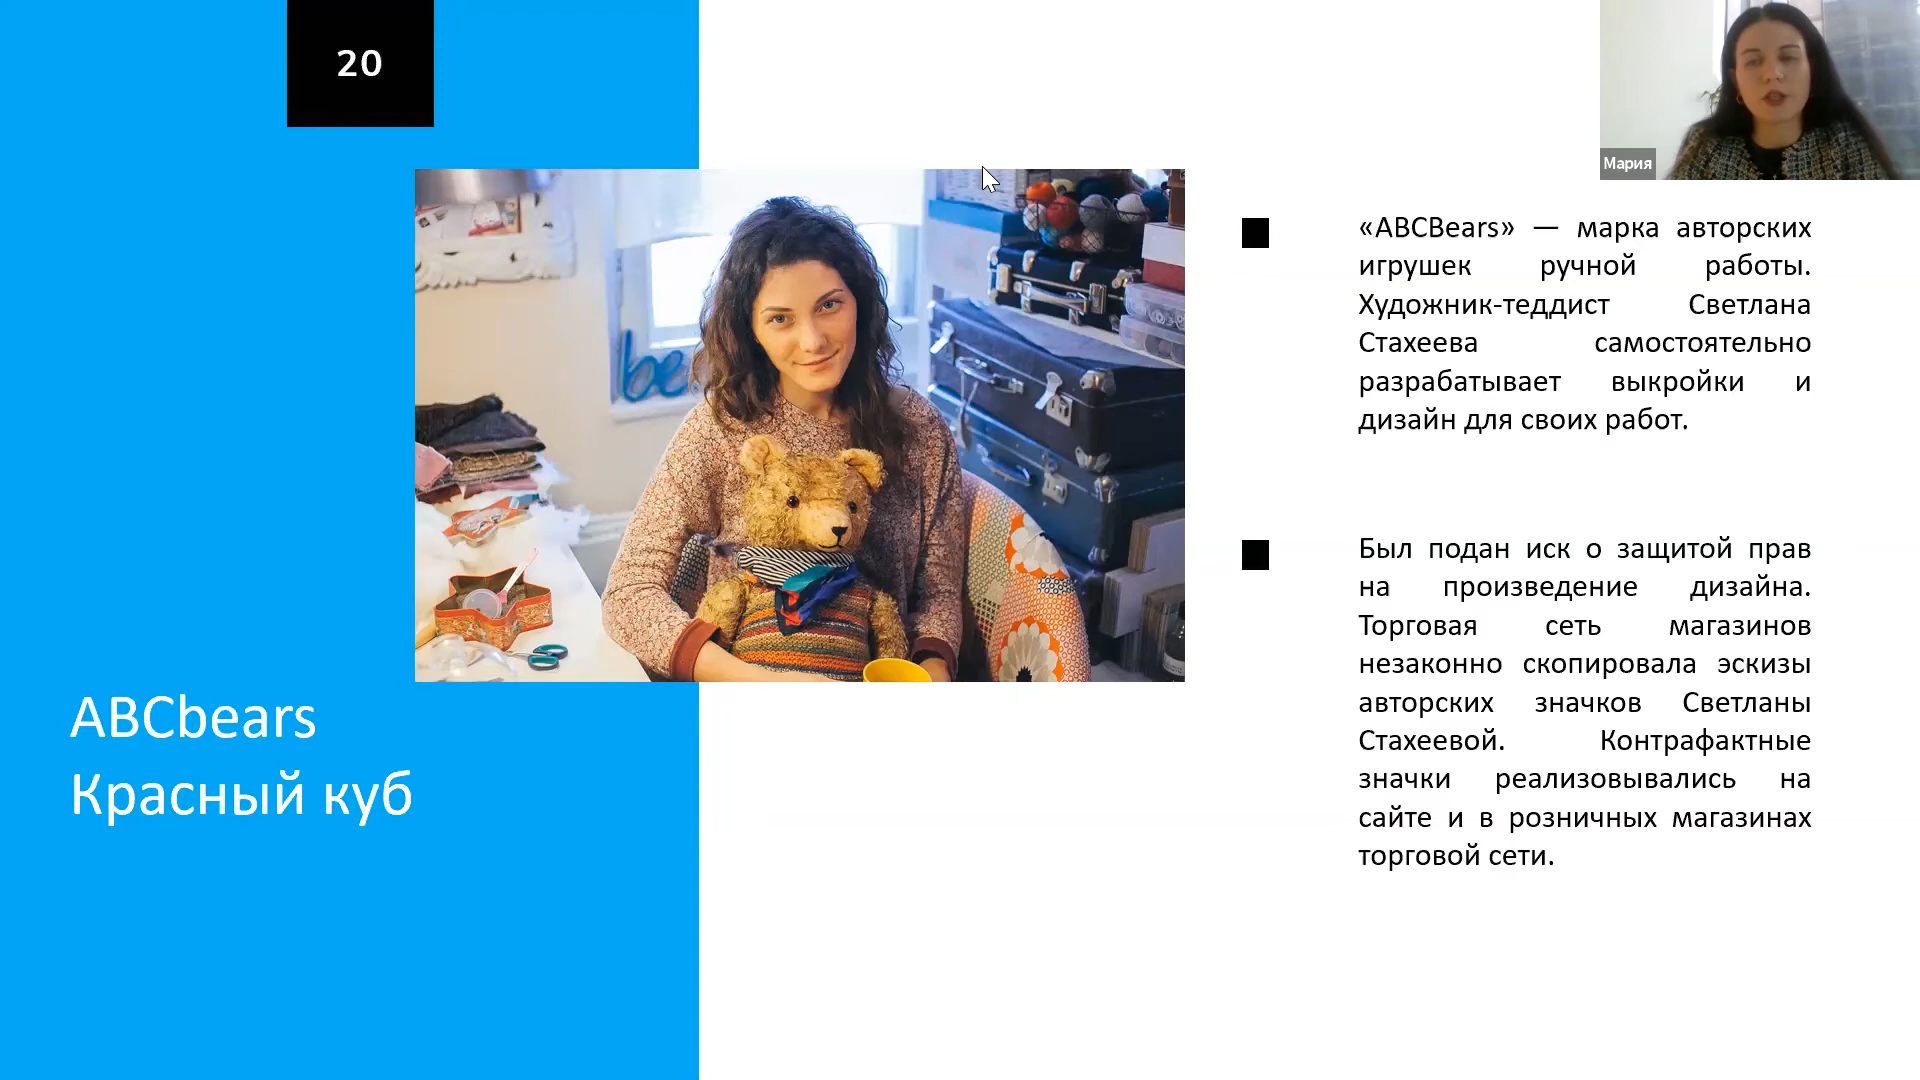 20
Мария
be
«ABCBears» — марка авторских
игрушек ручной работы.
Художник-теддист Светлана
Стахеева самостоятельно
разрабатывает выкройки и
дизайн для своих работ.
Был подан иск о защитой прав
на произведение дизайна.
Торговая сеть магазинов
незаконно скопировала эскизы
авторских значков Светланы
Стахеевой. Контрафактные
значки реализовывались на
сайте и в розничных магазинах
торговой сети.
ABCbears
Красный куб